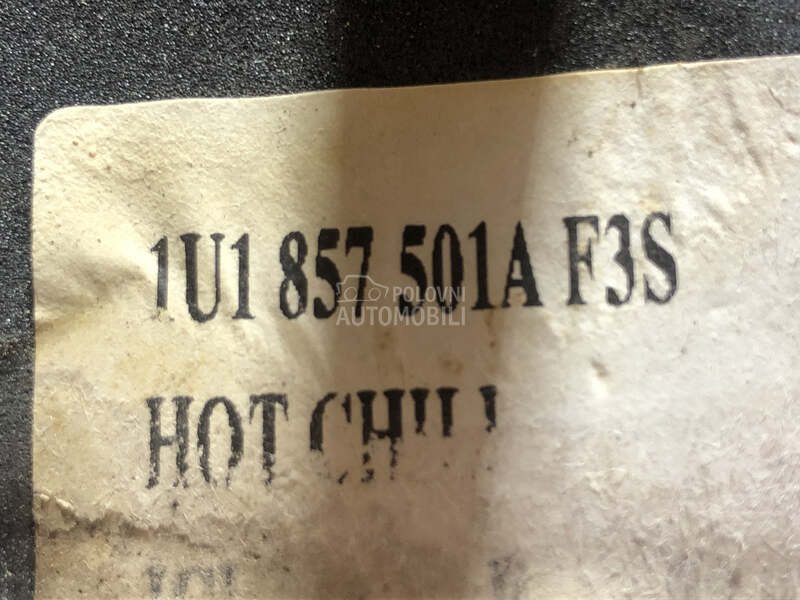 1U1 857 501A F3S
POLOVNI
AUTOMOBILI
HOT CHILI